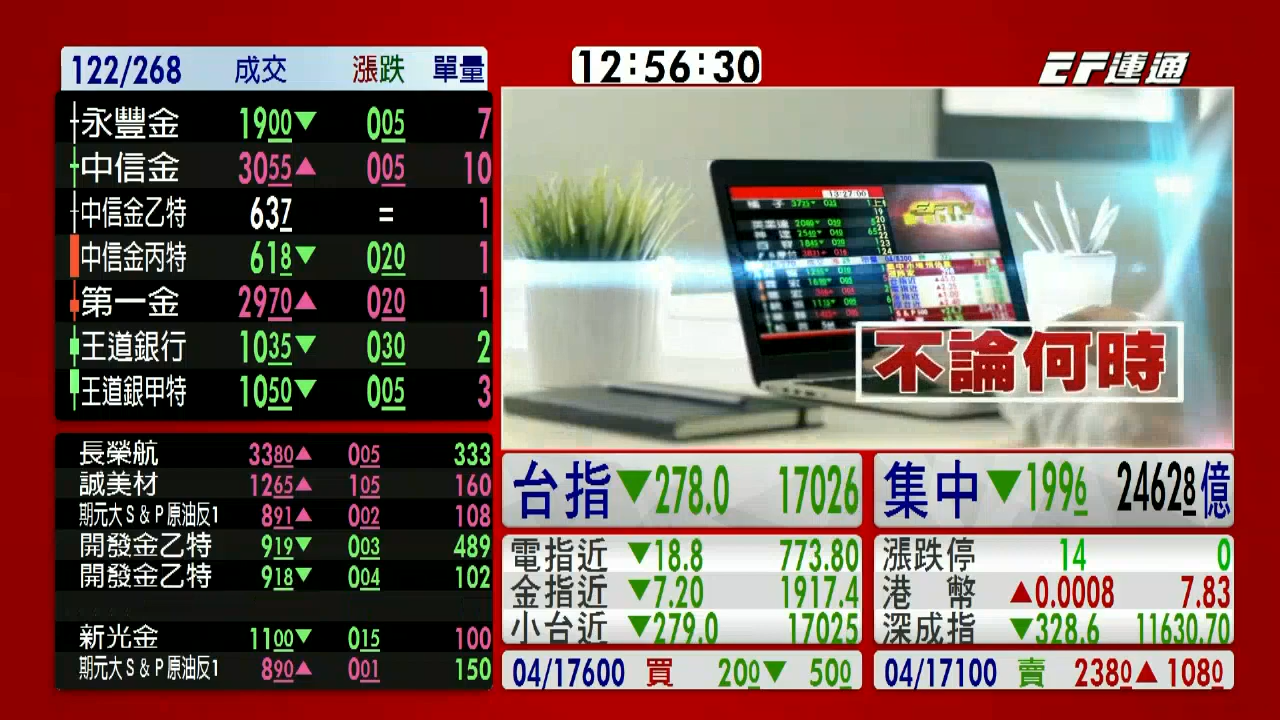 122/268 成交 漲跌 單量
12:56:30
EF運通
永豐金 1900▼ 005 7
中信金 3055▲ 005 10
中信金乙特 637 = 1
中信金丙特 618▼ 020 1
第一金 2970▲ 020 1
王道銀行 1035▼ 030 2
王道銀甲特 1050▼ 005 3
長榮航 3380▲ 005 333
誠美材 1265▲ 105 160
期元大S&P原油反1 891▲ 002 108
開發金乙特 919▼ 003 489
開發金乙特 918▼ 004 102
新光金 1100▼ 015 100
期元大S&P原油反1 890▲ 001 150
13:27:00
不論何時
台指▼278.0 17026
集中▼1996 24628億
電指近 ▼18.8 773.80
金指近 ▼7.20 1917.4
小台近 ▼279.0 17025
漲跌停 14 0
港幣 ▲0.0008 7.83
深成指 ▼328.6 11630.70
04/17600 買 200▼ 500
04/17100 賣 2380▲ 1080